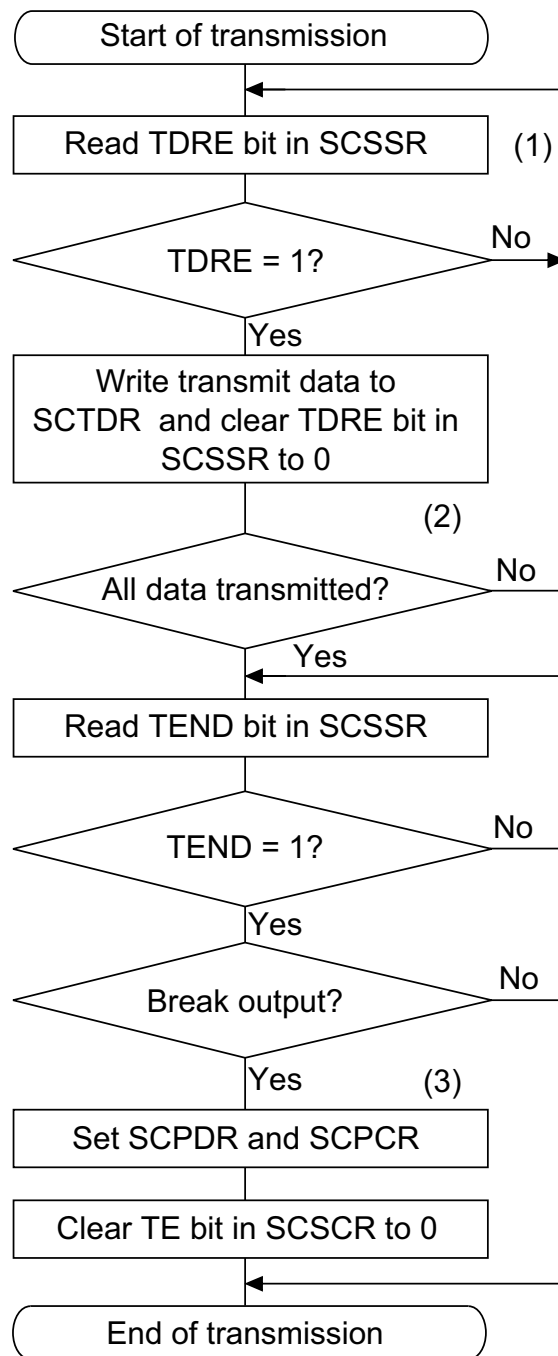 Start of transmission
Read TDRE bit in SCSSR
(1)
TDRE = 1?
No
Yes
Write transmit data to
SCTDR and clear TDRE bit in
SCSSR to 0
(2)
All data transmitted?
No
Yes
Read TEND bit in SCSSR
TEND = 1?
No
Yes
Break output?
No
Yes
(3)
Set SCPDR and SCPCR
Clear TE bit in SCSCR to 0
End of transmission